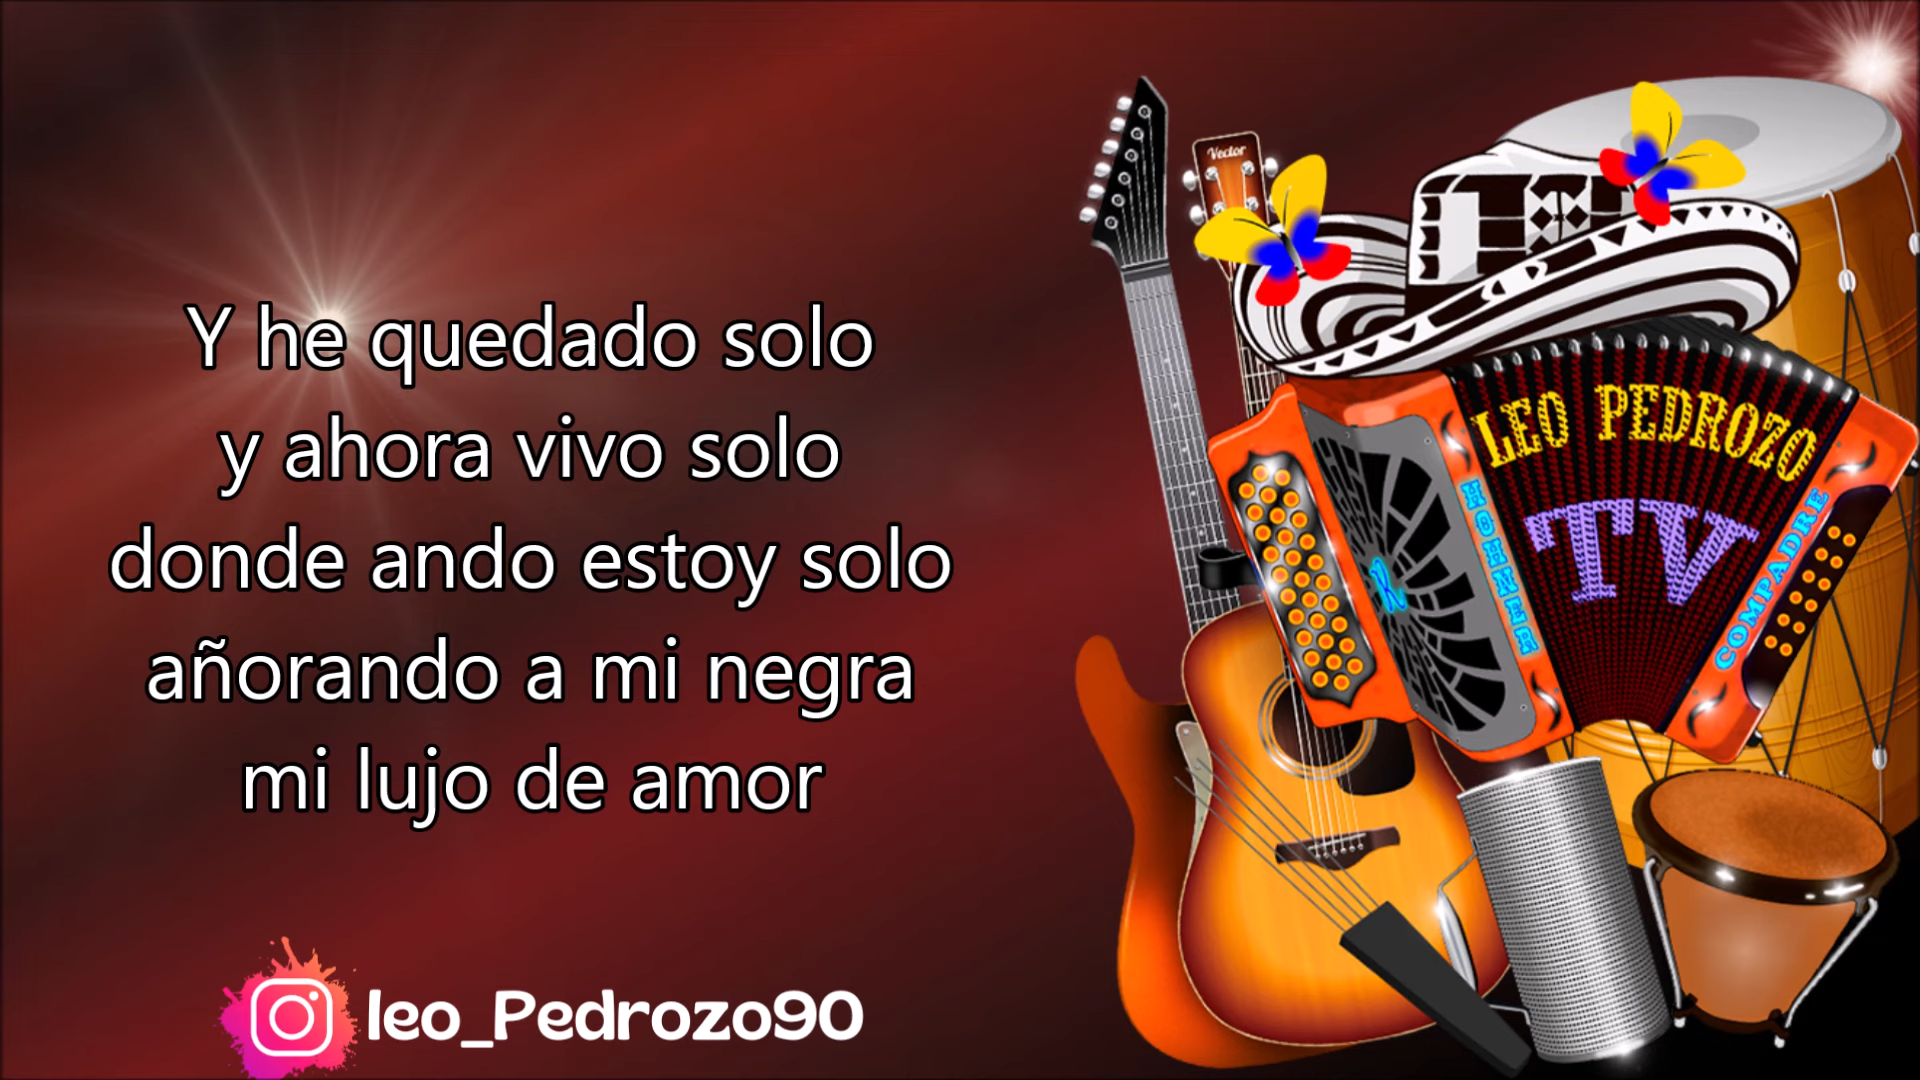 Y he quedado solo
y ahora vivo solo
donde ando estoy solo
añorando a mi negra
mi lujo de amor
leo_Pedrozo90
Vector
LEO PEDROZO
TV
HOHNER
COMPADRE